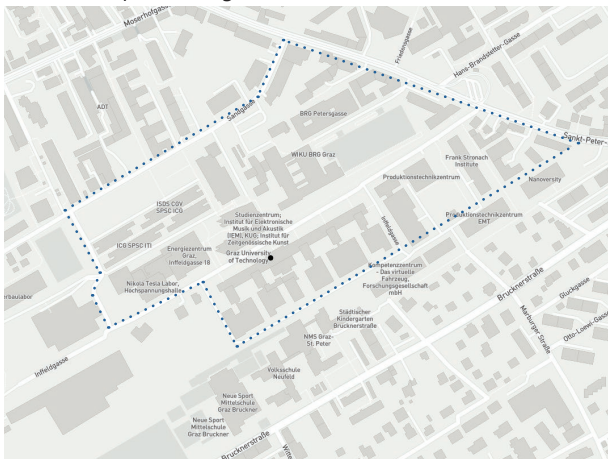 Moserhofgasse
Friedensgasse
Hans-Brandstetter-Gasse
ADT
Sandgasse
BRG Petersgasse
Sankt-Peter-
WIKU BRG Graz
Frank Stronach
Institute
Produktionstechnikzentrum
Nanoversity
ISDS CGV
SPSC ICG
Studienzentrum;
Institut für Elektronische
Musik und Akustik
(IEM), KUG; Institut für
Zeitgenössische Kunst
Produktionstechnikzentrum
EMT
Inffeldgasse
ICG SPSC ITI
Energiezentrum
Graz,
Inffeldgasse 18
Graz University
of Technology
Kompetenzzentrum
- Das virtuelle
Fahrzeug,
Forschungsgesellschaft
mbH
Nikola Tesla Labor,
Hochspannungshalle
Brucknerstraße
Gluckgasse
erbaulabor
Städtischer
Kindergarten
Brucknerstraße
Marburger Straße
Otto-Loewi-Gasse
NMS Graz-
St. Peter
Inffeldgasse
Volksschule
Neufeld
Neue Sport
Mittelschule
Graz Bruckner
Neue Sport
Mittelschule
Graz Bruckner
Brucknerstraße